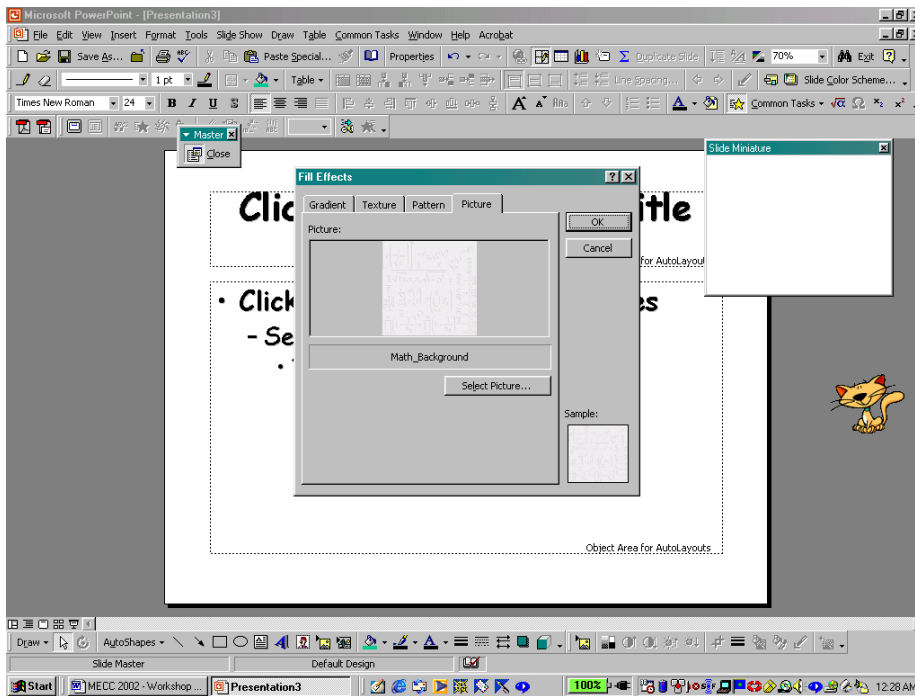 Microsoft PowerPoint - [Presentation3]
File Edit View Insert Format Tools Slide Show Draw Table Common Tasks Window Help Acrobat
Save As... Paste Special... Properties Duplicate Slide 70% Exit
1 pt Table Line Spacing... Slide Color Scheme...
Times New Roman 24 B I U S A A Common Tasks
Master
Close
Slide Miniature
Fill Effects
Gradient Texture Pattern Picture
Picture:
OK
Cancel
Math_Background
Select Picture...
Sample:
Clic itle
for AutoLayou
• Click es
– Se
Object Area for AutoLayouts
Draw AutoShapes
Slide Master Default Design
Start MECC 2002 - Workshop ... Presentation3 100% 12:28 AM